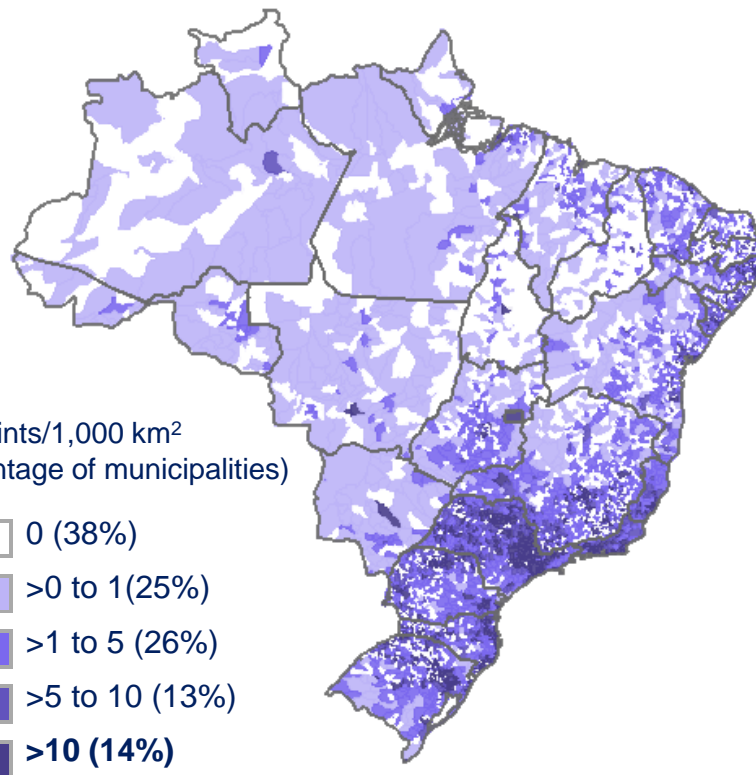 ints/1,000 km²
ntage of municipalities)
0 (38%)
>0 to 1(25%)
>1 to 5 (26%)
>5 to 10 (13%)
>10 (14%)